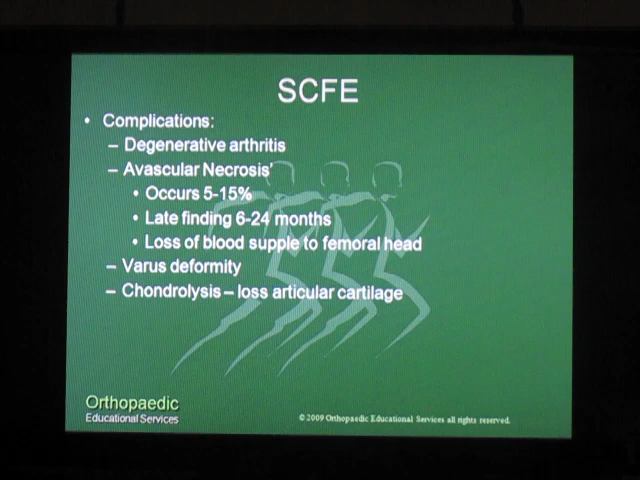 SCFE
• Complications:
– Degenerative arthritis
– Avascular Necrosis’
• Occurs 5-15%
• Late finding 6-24 months
• Loss of blood supple to femoral head
– Varus deformity
– Chondrolysis – loss articular cartilage
Orthopaedic
Educational Services
© 2009 Orthopaedic Educational Services all rights reserved.